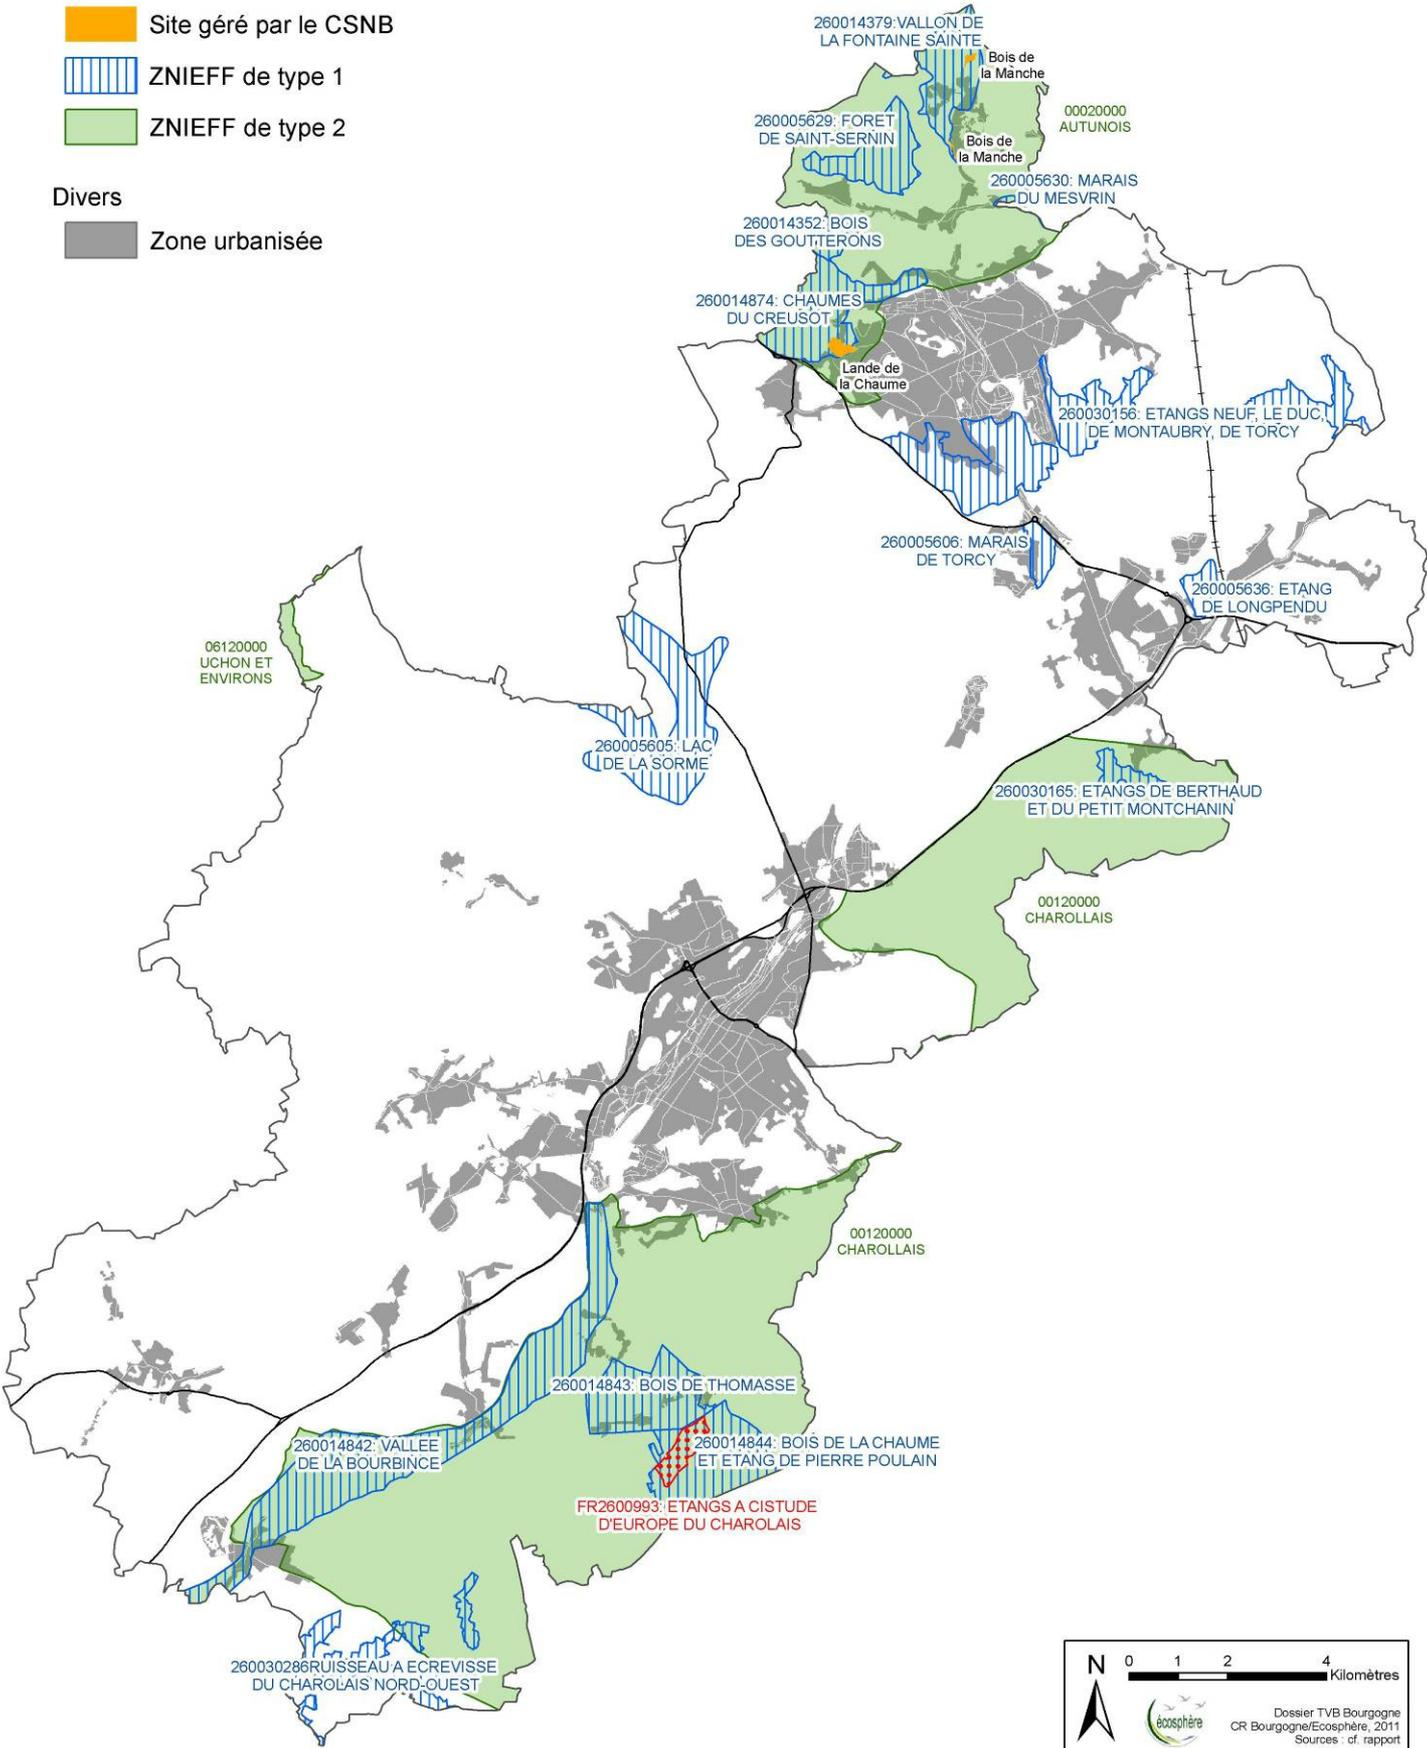 Site géré par le CSNB
ZNIEFF de type 1
ZNIEFF de type 2
Divers
Zone urbanisée
260014379:VALLON DE
LA FONTAINE SAINTE
Bois de
la Manche
00020000
AUTUNOIS
260005629: FORET
DE SAINT-SERNIN
Bois de
la Manche
260005630: MARAIS
DU MESVRIN
260014352: BOIS
DES GOUTTERONS
260014874: CHAUMES
DU CREUSOT
Lande de
la Chaume
260030156: ETANGS NEUF, LE DUC,
DE MONTAUBRY, DE TORCY
260005606: MARAIS
DE TORCY
260005636: ETANG
DE LONGPENDU
06120000
UCHON ET
ENVIRONS
260005605: LAC
DE LA SORME
260030165: ETANGS DE BERTHAUD
ET DU PETIT MONTCHANIN
00120000
CHAROLLAIS
00120000
CHAROLLAIS
260014843: BOIS DE THOMASSE
260014842: VALLEE
DE LA BOURBINCE
260014844: BOIS DE LA CHAUME
ET ETANG DE PIERRE POULAIN
FR2600993: ETANGS A CISTUDE
D'EUROPE DU CHAROLAIS
260030286RUISSEAU A ECREVISSE
DU CHAROLAIS NORD-OUEST
N
0 1 2 4
Kilomètres
écosphère
Dossier TVB Bourgogne
CR Bourgogne/Ecosphère, 2011
Sources : cf. rapport